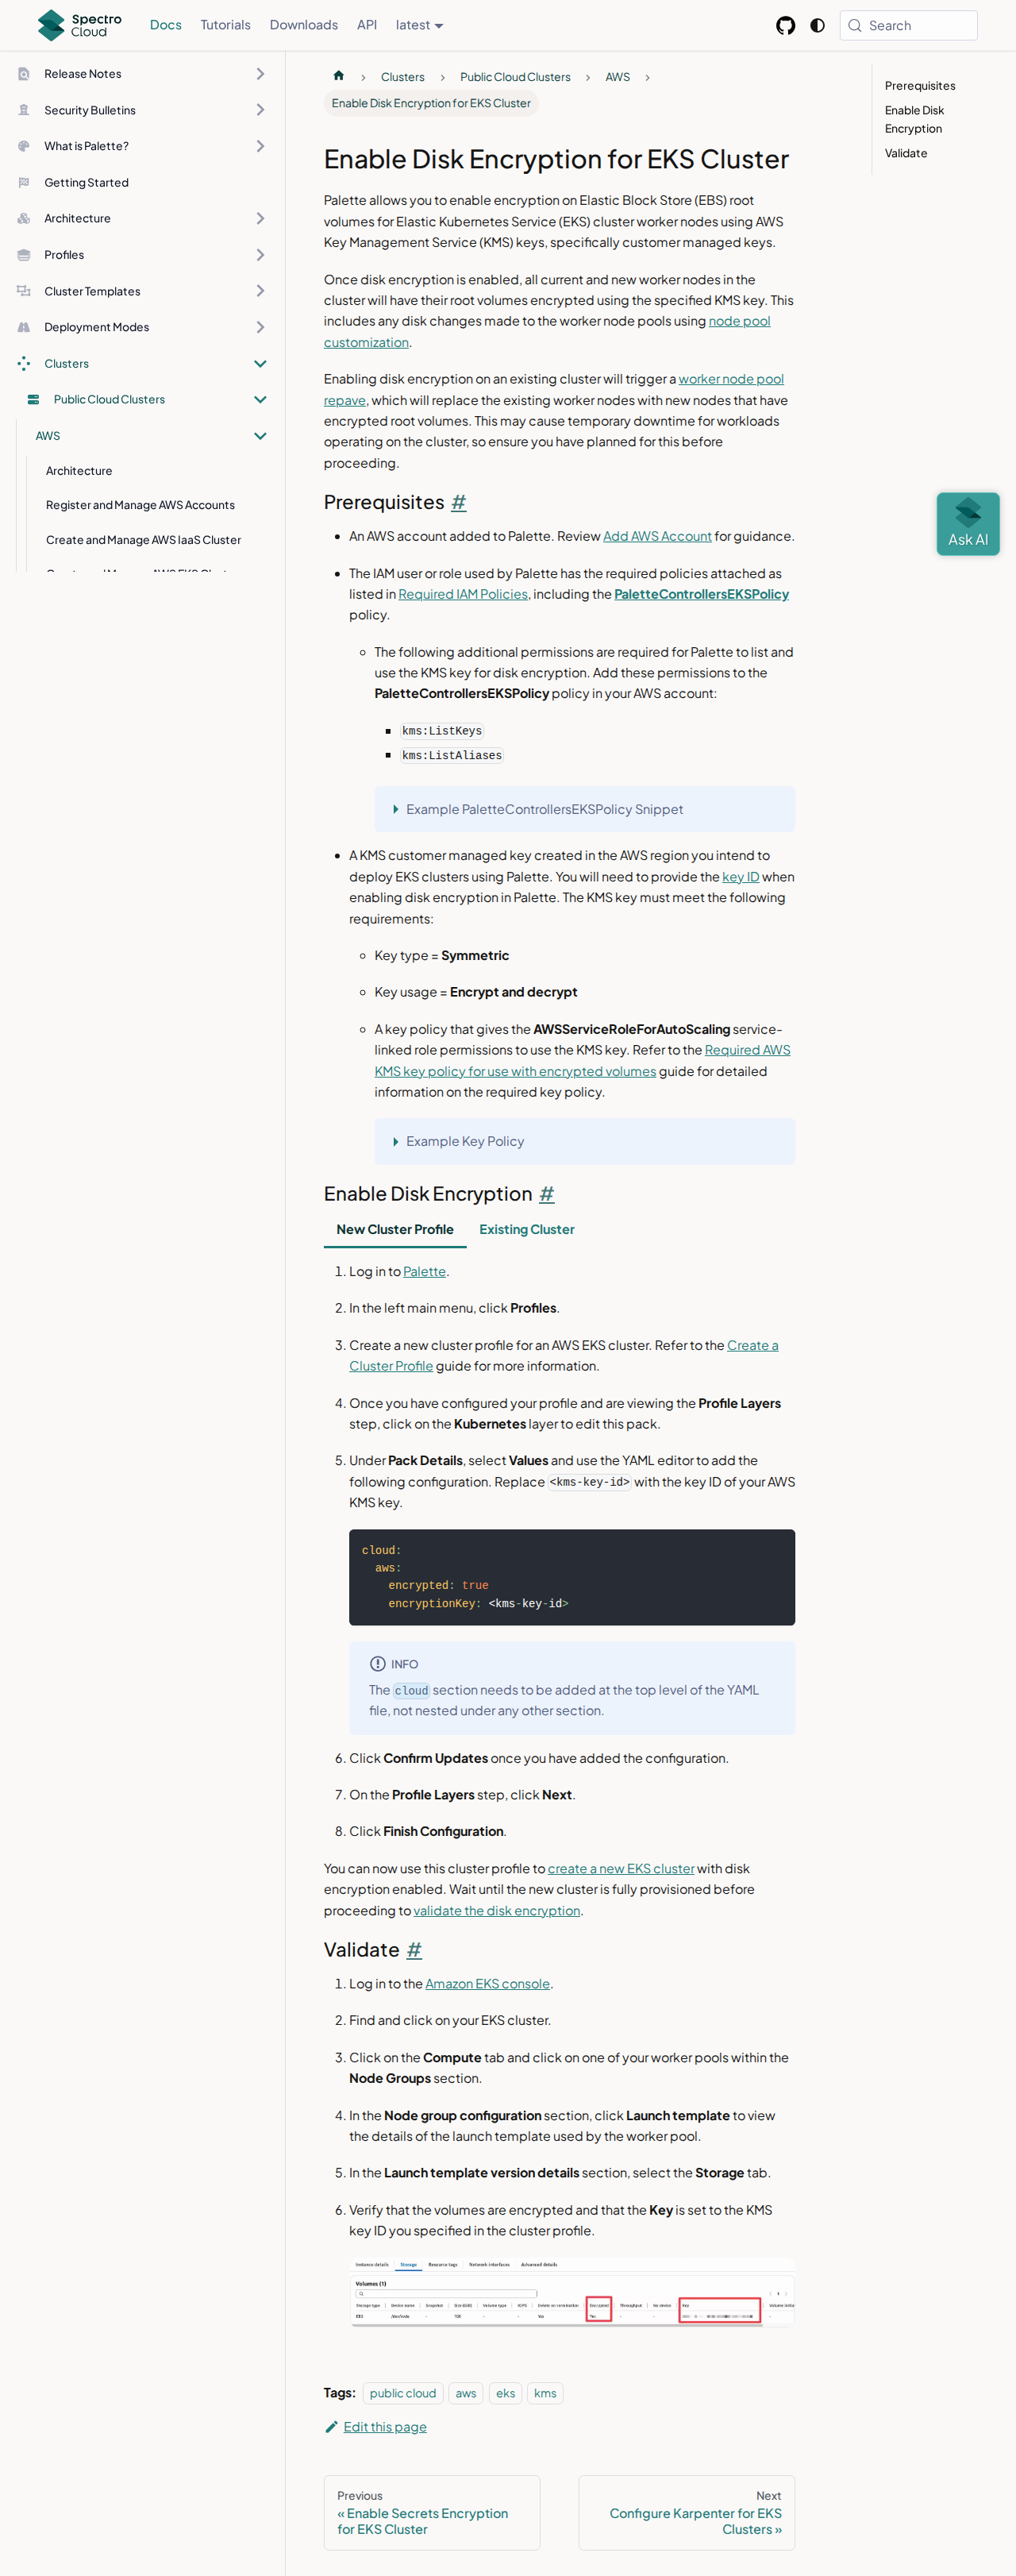 Spectro Cloud
Docs
Tutorials
Downloads
API
latest
Search
Release Notes
Security Bulletins
What is Palette?
Getting Started
Architecture
Profiles
Cluster Templates
Deployment Modes
Clusters
Public Cloud Clusters
AWS
Architecture
Register and Manage AWS Accounts
Create and Manage AWS IaaS Cluster
Clusters
Public Cloud Clusters
AWS
Enable Disk Encryption for EKS Cluster
Prerequisites
Enable Disk
Encryption
Validate
Enable Disk Encryption for EKS Cluster
Palette allows you to enable encryption on Elastic Block Store (EBS) root
volumes for Elastic Kubernetes Service (EKS) cluster worker nodes using AWS
Key Management Service (KMS) keys, specifically customer managed keys.
Once disk encryption is enabled, all current and new worker nodes in the
cluster will have their root volumes encrypted using the specified KMS key. This
includes any disk changes made to the worker node pools using node pool
customization.
Enabling disk encryption on an existing cluster will trigger a worker node pool
repave, which will replace the existing worker nodes with new nodes that have
encrypted root volumes. This may cause temporary downtime for workloads
operating on the cluster, so ensure you have planned for this before
proceeding.
Ask AI
Prerequisites #
An AWS account added to Palette. Review Add AWS Account for guidance.
The IAM user or role used by Palette has the required policies attached as
listed in Required IAM Policies, including the PaletteControllersEKSPolicy
policy.
The following additional permissions are required for Palette to list and
use the KMS key for disk encryption. Add these permissions to the
PaletteControllersEKSPolicy policy in your AWS account:
kms:ListKeys
kms:ListAliases
Example PaletteControllersEKSPolicy Snippet
A KMS customer managed key created in the AWS region you intend to
deploy EKS clusters using Palette. You will need to provide the key ID when
enabling disk encryption in Palette. The KMS key must meet the following
requirements:
Key type = Symmetric
Key usage = Encrypt and decrypt
A key policy that gives the AWSServiceRoleForAutoScaling service-
linked role permissions to use the KMS key. Refer to the Required AWS
KMS key policy for use with encrypted volumes guide for detailed
information on the required key policy.
Example Key Policy
Enable Disk Encryption #
New Cluster Profile
Existing Cluster
1. Log in to Palette.
2. In the left main menu, click Profiles.
3. Create a new cluster profile for an AWS EKS cluster. Refer to the Create a
Cluster Profile guide for more information.
4. Once you have configured your profile and are viewing the Profile Layers
step, click on the Kubernetes layer to edit this pack.
5. Under Pack Details, select Values and use the YAML editor to add the
following configuration. Replace <kms-key-id> with the key ID of your AWS
KMS key.
cloud:
aws:
encrypted: true
encryptionKey: <kms-key-id>
INFO
The cloud section needs to be added at the top level of the YAML
file, not nested under any other section.
6. Click Confirm Updates once you have added the configuration.
7. On the Profile Layers step, click Next.
8. Click Finish Configuration.
You can now use this cluster profile to create a new EKS cluster with disk
encryption enabled. Wait until the new cluster is fully provisioned before
proceeding to validate the disk encryption.
Validate #
1. Log in to the Amazon EKS console.
2. Find and click on your EKS cluster.
3. Click on the Compute tab and click on one of your worker pools within the
Node Groups section.
4. In the Node group configuration section, click Launch template to view
the details of the launch template used by the worker pool.
5. In the Launch template version details section, select the Storage tab.
6. Verify that the volumes are encrypted and that the Key is set to the KMS
key ID you specified in the cluster profile.
Instance details Storage Resource tags Network interfaces Advanced details
Volumes (1)
Storage type Device name Snapshot Size (GiB) Volume type IOPS Delete on termination Encrypted Throughput No device Key
EBS Yes Yes
Tags: public cloud aws eks kms
Edit this page
Previous
« Enable Secrets Encryption
for EKS Cluster
Next
Configure Karpenter for EKS
Clusters »